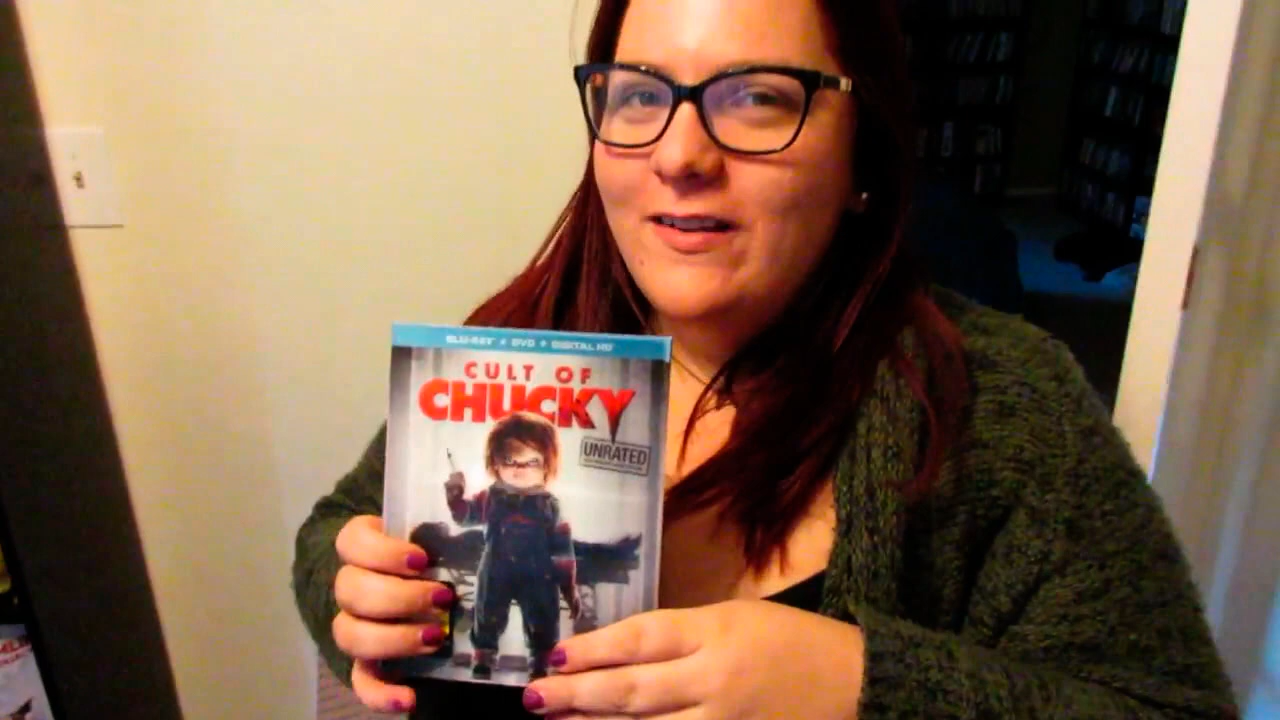 BLU-RAY + DVD + DIGITAL HD
CULT OF
CHUCKY
UNRATED